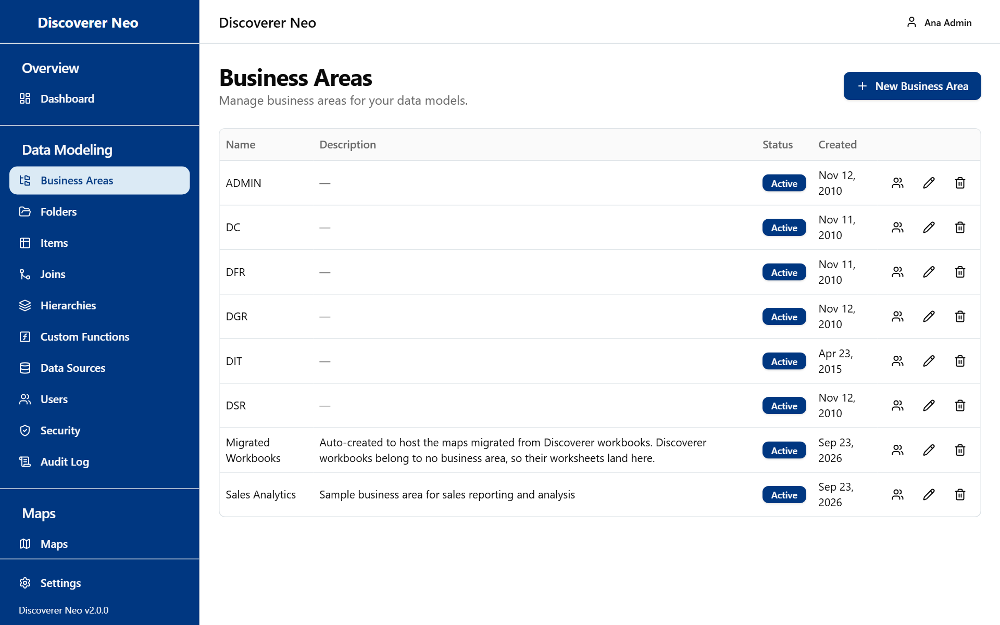 Discoverer Neo
Discoverer Neo
Ana Admin
Overview
Dashboard
Data Modeling
Business Areas
Folders
Items
Joins
Hierarchies
Custom Functions
Data Sources
Users
Security
Audit Log
Maps
Maps
Settings
Discoverer Neo v2.0.0
Business Areas
Manage business areas for your data models.
New Business Area
Name Description Status Created
ADMIN — Active Nov 12,
2010
DC — Active Nov 11,
2010
DFR — Active Nov 11,
2010
DGR — Active Nov 12,
2010
DIT — Active Apr 23,
2015
DSR — Active Nov 12,
2010
Migrated Auto-created to host the maps migrated from Discoverer workbooks. Discoverer Active Sep 23,
Workbooks workbooks belong to no business area, so their worksheets land here. 2026
Sales Analytics Sample business area for sales reporting and analysis Active Sep 23,
2026